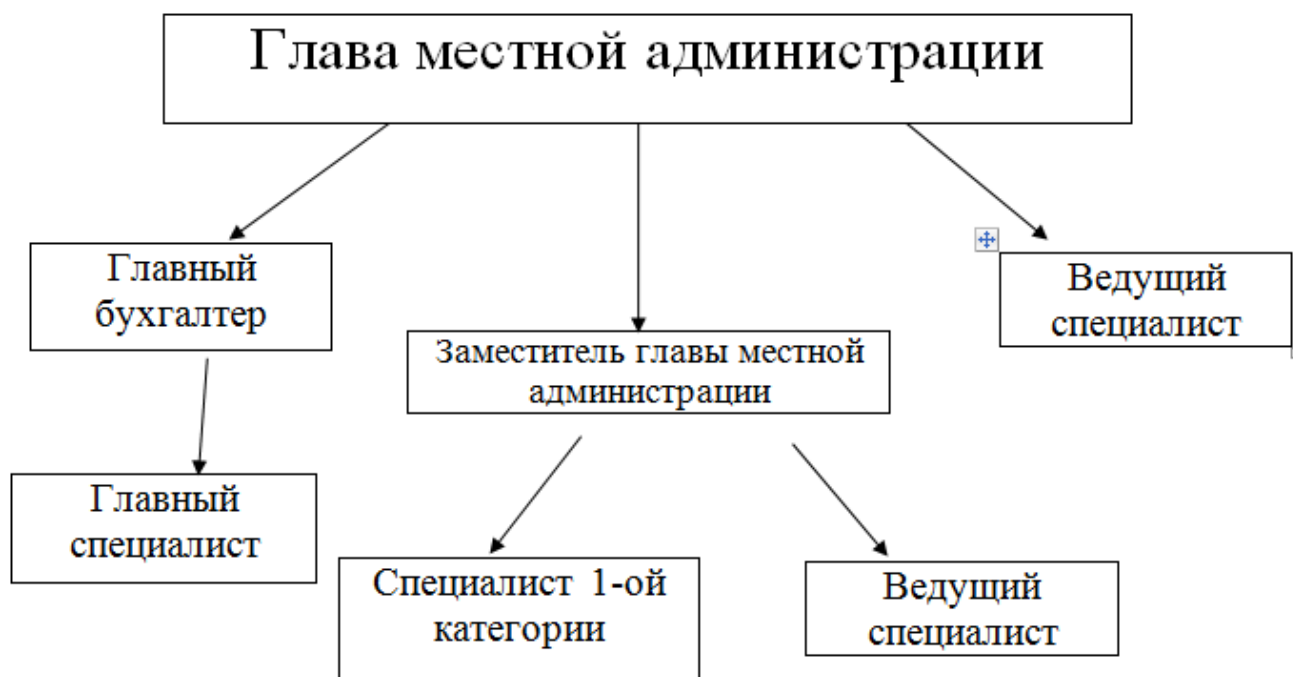 Глава местной администрации
Главный
бухгалтер
Ведущий
специалист
Заместитель главы местной
администрации
Главный
специалист
Специалист 1-ой
категории
Ведущий
специалист